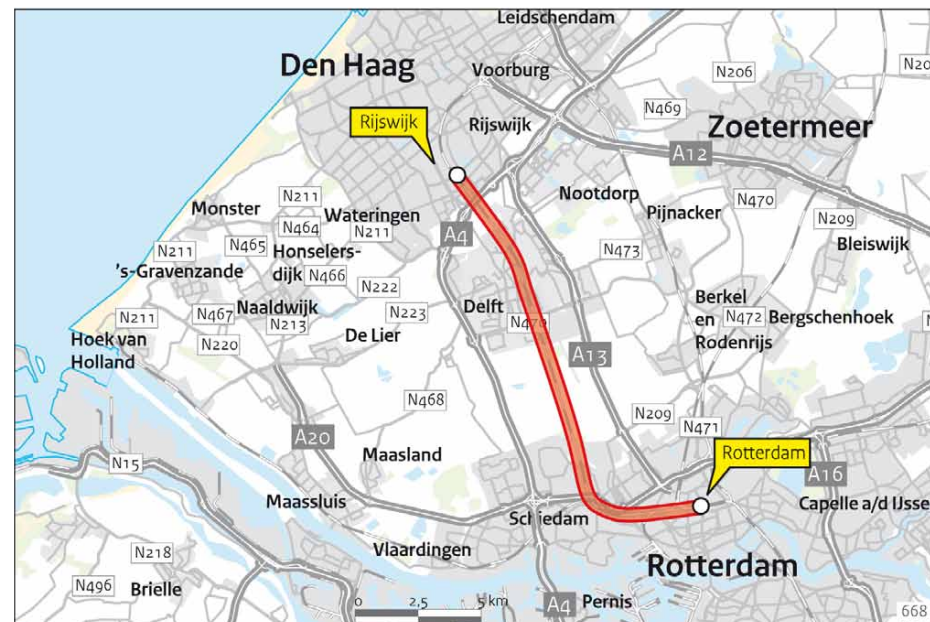 Leidschendam
Den Haag
Voorburg
N206
N469
Rijswijk
Rijswijk
Zoetermeer
A12
Nootdorp
N470
Monster
N211
Wateringen
Pijnacker
N209
N464
N211
A4
Bleiswijk
N211
N465
Honselers-
dijk
N473
's-Gravenzande
N466
N222
Berkel
en
Rodenrijs
N211
N467
Naaldwijk
N213
N223
Delft
N470
N472
Bergschenhoek
Hoek van
Holland
N220
De Lier
A13
N468
N209
N471
A20
Maasland
Rotterdam
N15
A16
Maassluis
Schiedam
Capelle a/d IJsse
Vlaardingen
N218
Rotterdam
N496
Brielle
0 2,5 5 km
A4
Pernis
668